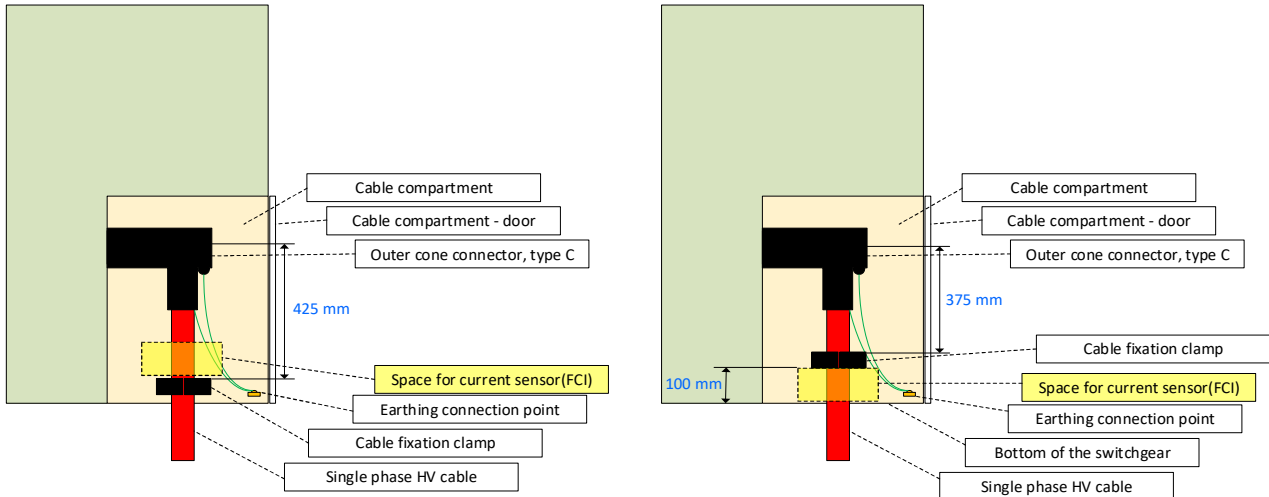 Cable compartment
Cable compartment - door
Outer cone connector, type C
425 mm
Space for current sensor(FCI)
Earthing connection point
Cable fixation clamp
Single phase HV cable
Cable compartment
Cable compartment - door
Outer cone connector, type C
375 mm
Cable fixation clamp
100 mm
Space for current sensor(FCI)
Earthing connection point
Bottom of the switchgear
Single phase HV cable